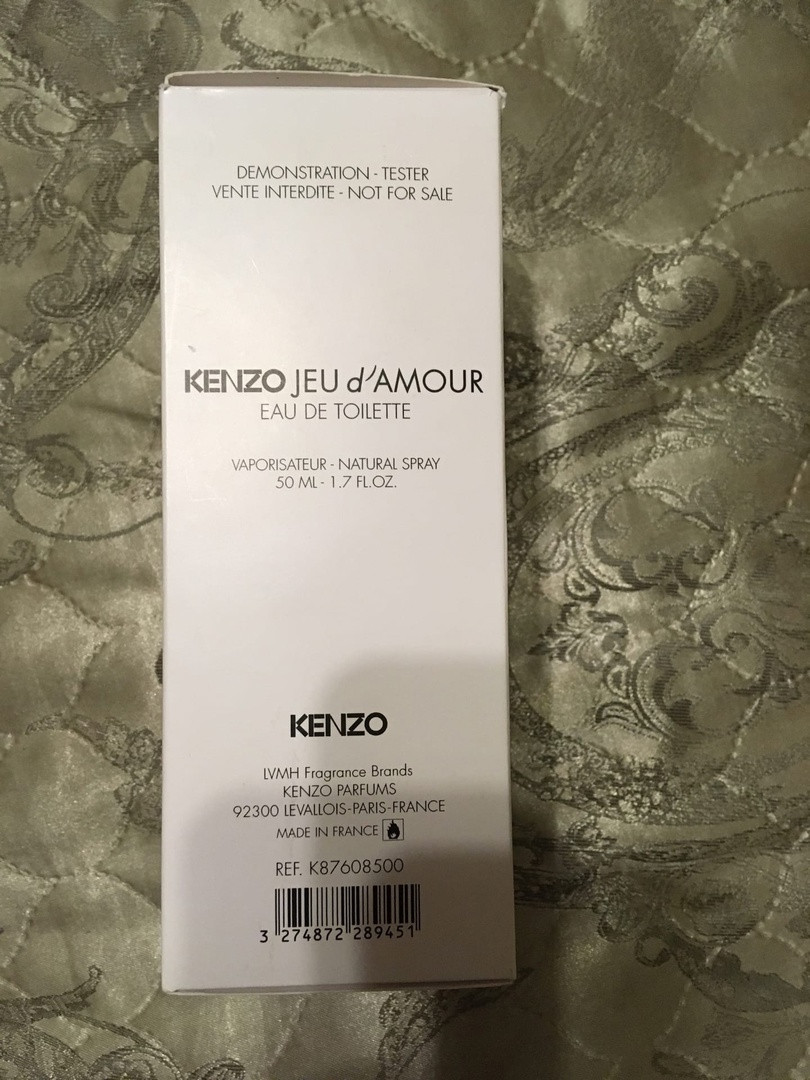 DEMONSTRATION - TESTER
VENTE INTERDITE - NOT FOR SALE
KENZO JEU d'AMOUR
EAU DE TOILETTE
VAPORISATEUR - NATURAL SPRAY
50 ML - 1.7 FL.OZ.
KENZO
LVMH Fragrance Brands
KENZO PARFUMS
92300 LEVALLOIS-PARIS-FRANCE
MADE IN FRANCE
REF. K87608500
3 274872 289451